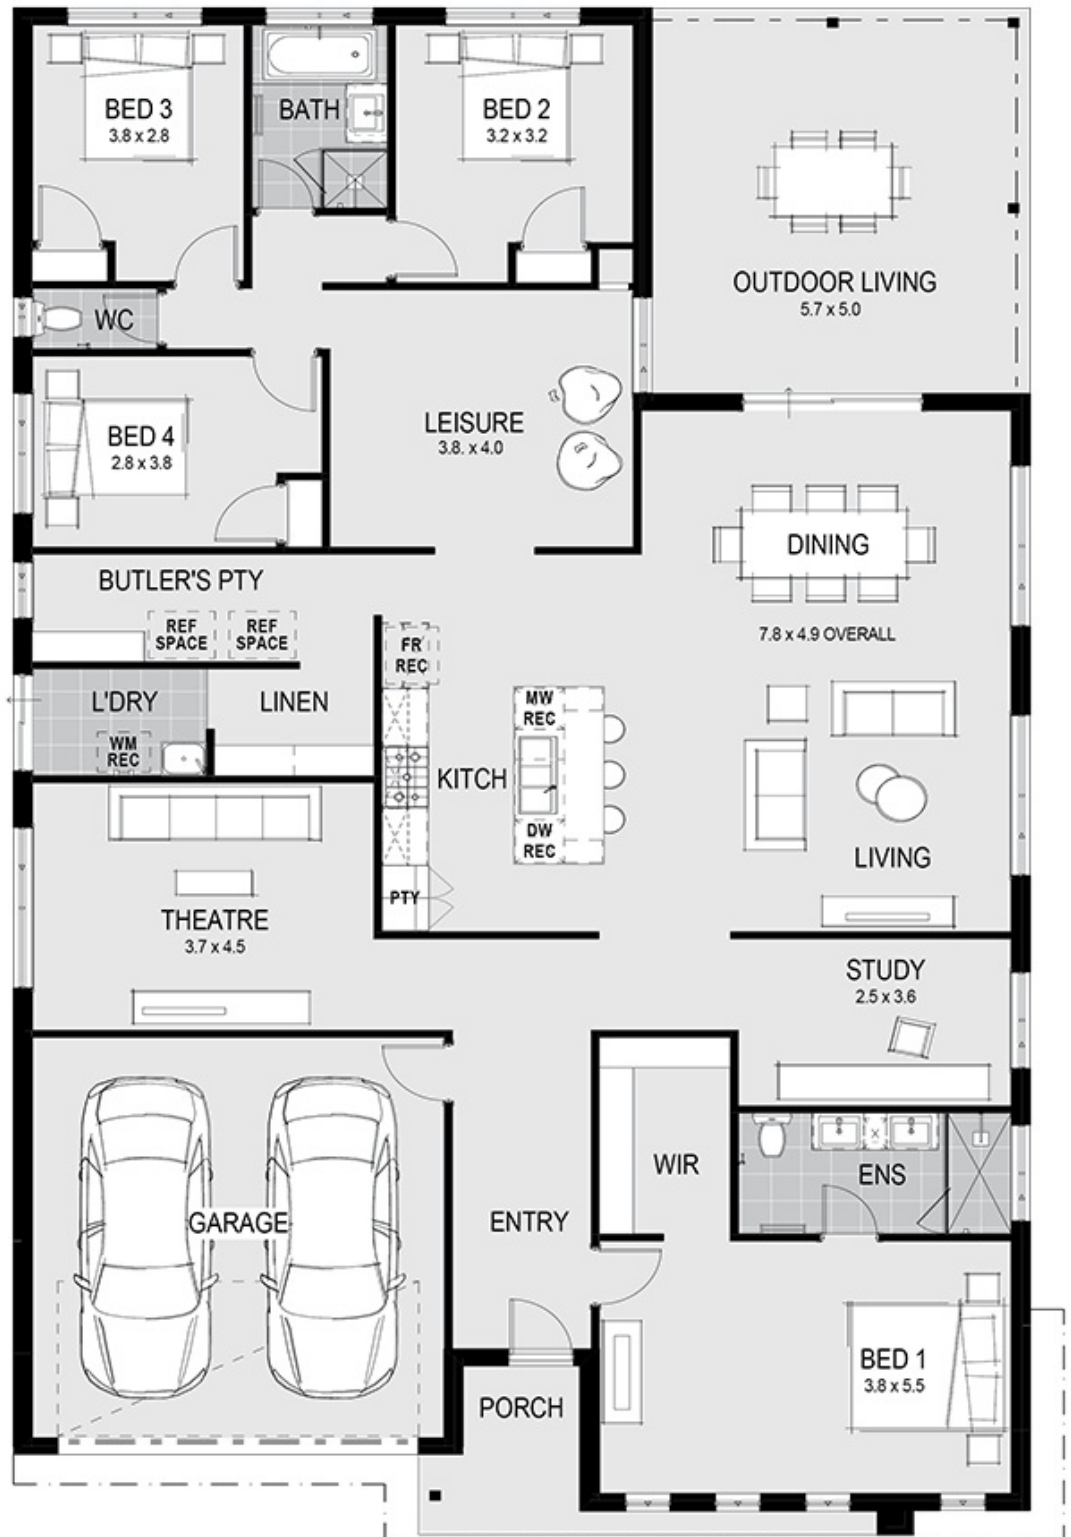 BED 3
3.8 x 2.8
BATH
BED 2
3.2 x 3.2
OUTDOOR LIVING
5.7 x 5.0
WC
LEISURE
3.8. x 4.0
BED 4
2.8 x 3.8
DINING
7.8 x 4.9 OVERALL
BUTLER'S PTY
REF
SPACE
REF
SPACE
FR
REC
L'DRY
LINEN
WM
REC
MW
REC
KITCH
DW
REC
PTY
LIVING
THEATRE
3.7 x 4.5
STUDY
2.5 x 3.6
WIR
ENS
GARAGE
ENTRY
BED 1
3.8 x 5.5
PORCH